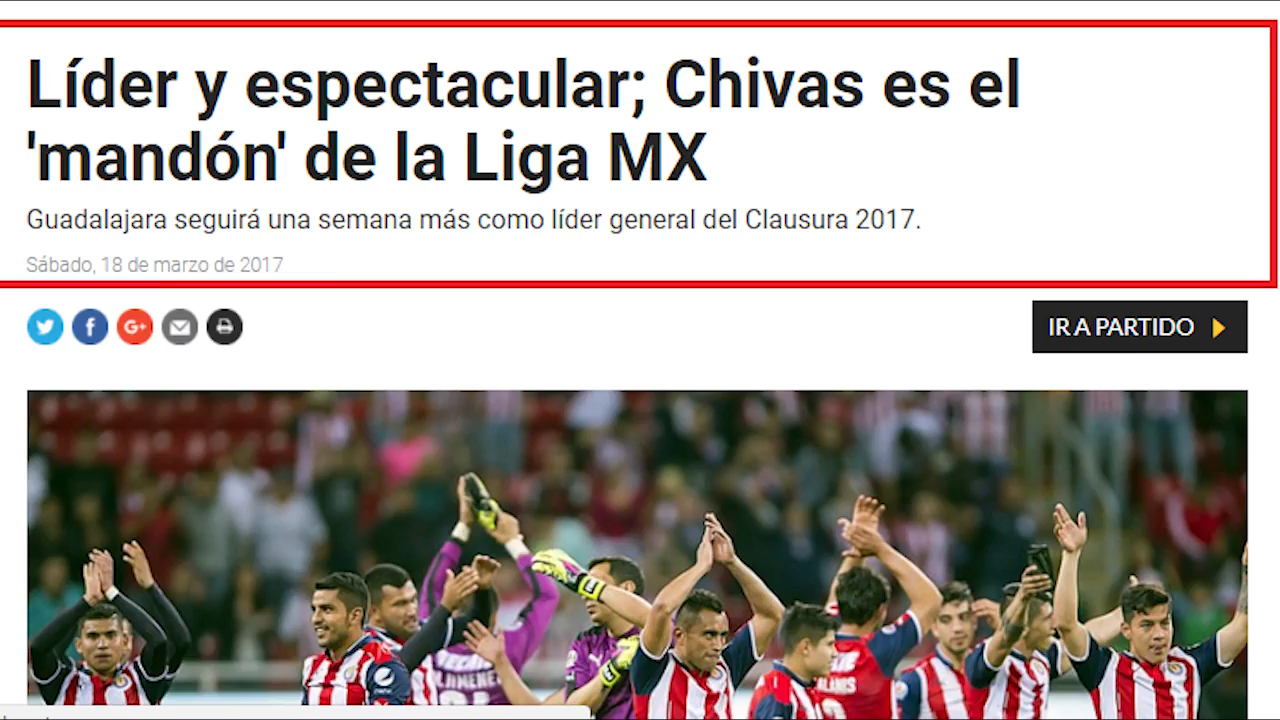 Líder y espectacular; Chivas es el
'mandón' de la Liga MX
Guadalajara seguirá una semana más como líder general del Clausura 2017.
Sábado, 18 de marzo de 2017
IR A PARTIDO